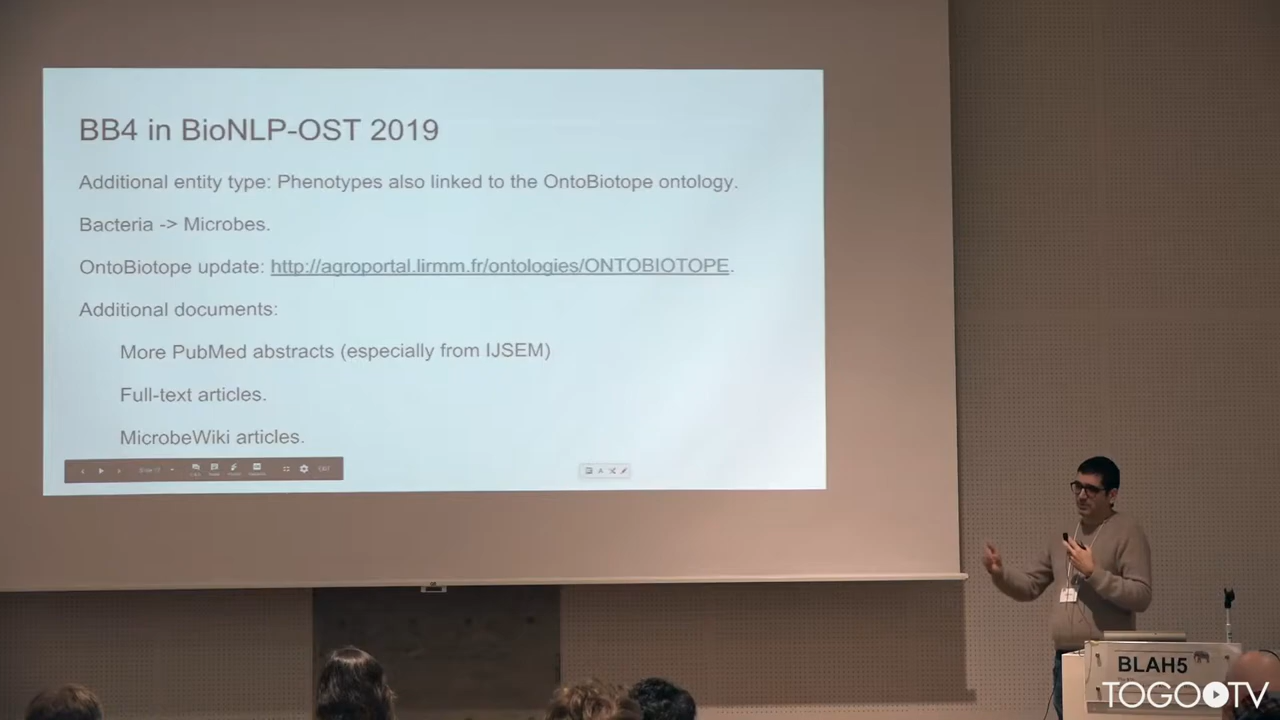 BB4 in BioNLP-OST 2019
Additional entity type: Phenotypes also linked to the OntoBiotope ontology.
Bacteria -> Microbes.
OntoBiotope update: http://agroportal.lirmm.fr/ontologies/ONTOBIOTOPE.
Additional documents:
More PubMed abstracts (especially from IJSEM)
Full-text articles.
MicrobeWiki articles.
BLAH5
TOGOTV